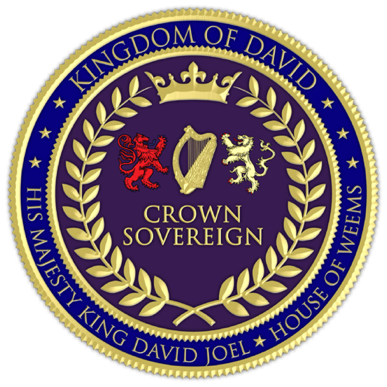 KINGDOM OF DAVID
CROWN
SOVEREIGN
HIS MAJESTY KING DAVID JOEL ★ HOUSE OF WEEMS